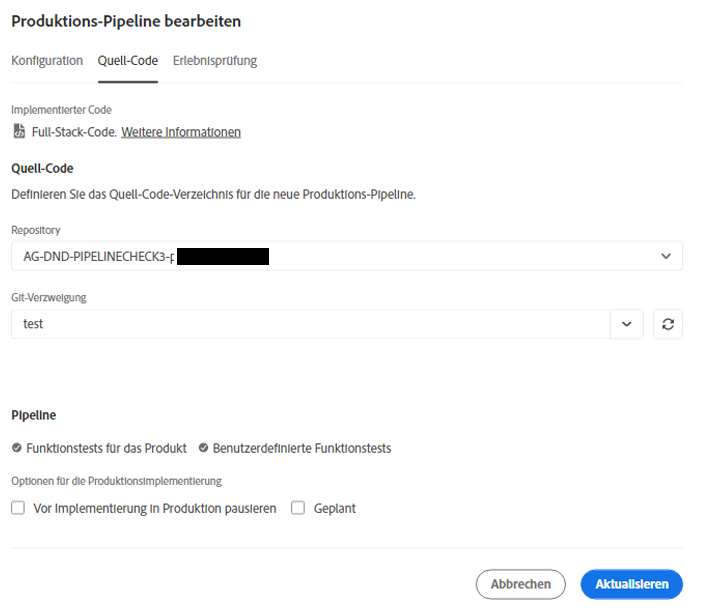 Produktions-Pipeline bearbeiten
Konfiguration Quell-Code Erlebnisprüfung
Implementierter Code
Full-Stack-Code. Weitere Informationen
Quell-Code
Definieren Sie das Quell-Code-Verzeichnis für die neue Produktions-Pipeline.
Repository
AG-DND-PIPELINECHECK3-p
Git-Verzweigung
test
Pipeline
Funktionstests für das Produkt Benutzerdefinierte Funktionstests
Optionen für die Produktionsimplementierung
Vor Implementierung in Produktion pausieren Geplant
Abbrechen Aktualisieren